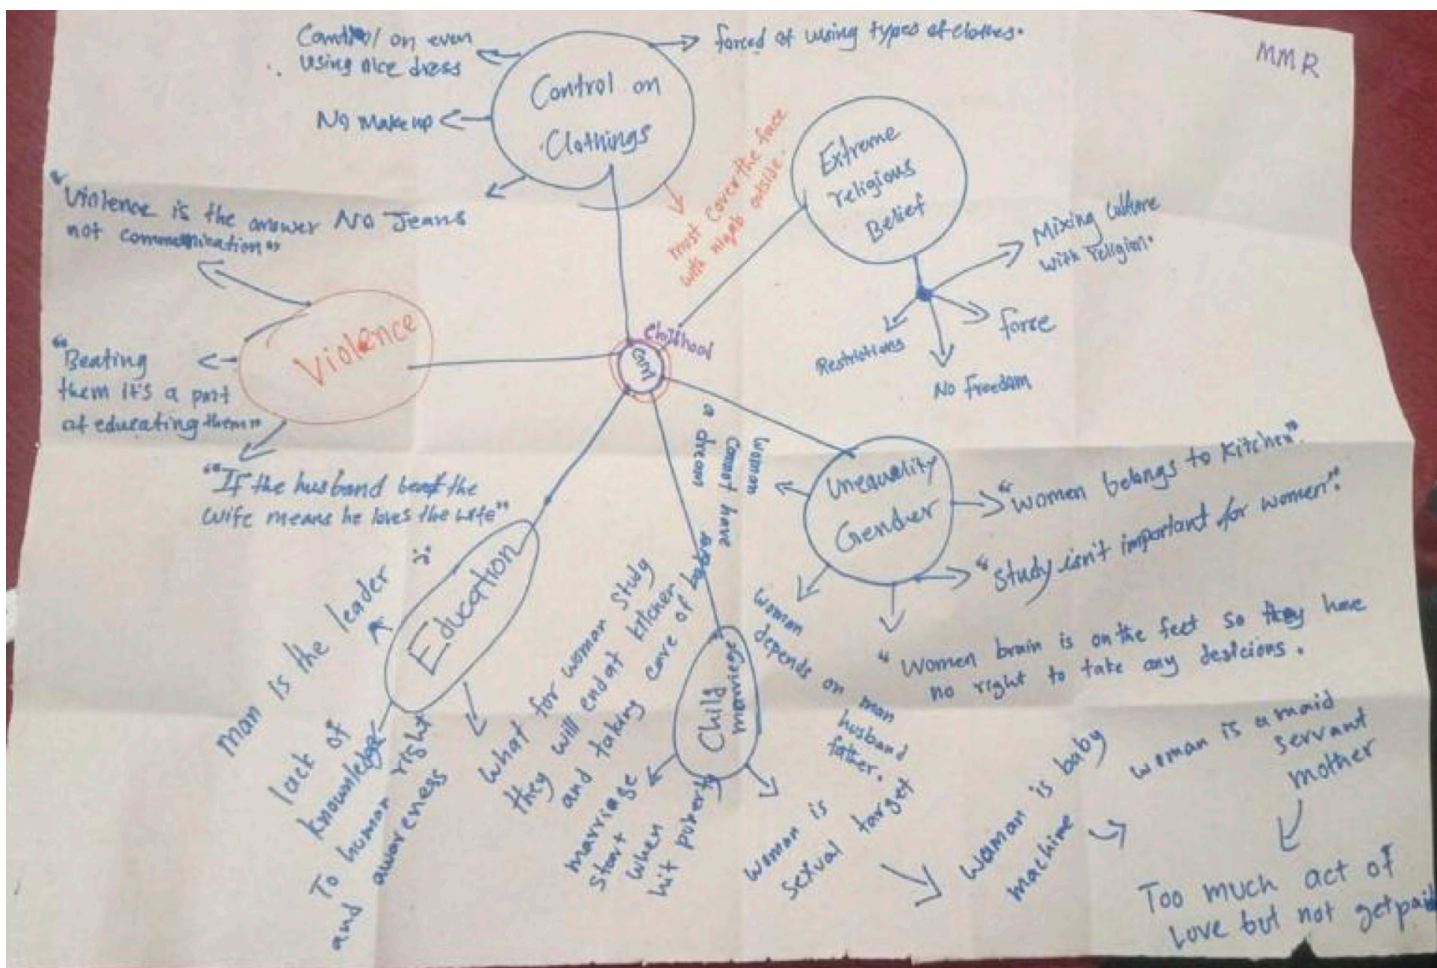 MMR
Control on even
using nice dress
forced of using types of clothes.
Control on
Clothings
No Makeup
No Jeans
most cover the face
with niqab outside.
Extreme
religious
Belief
Mixing culture
with religion.
force
No Freedom
Restrictions
"Violence is the answer
not communication"
Violence
"Beating
them it's a part
of educating them"
"If the husband beat the
wife means he loves the wife"
Childhood
Girl
Unequality
Gender
"women belongs to kitchen".
"study isn't important for women".
"Women brain is on the feet so they have
no right to take any desicions.
woman
cannot have
a dream
woman
depends on man
husband
father.
Education
man is the leader
lack of
knowledge
To human right
and awareness
what for woman study
they will end at kitchen
and taking care of
Child
marriege
marriage
start
when
hit puberty
woman is
sexual target
woman is baby
machine
woman is a maid
servant
mother
Too much act of
Love but not get paid